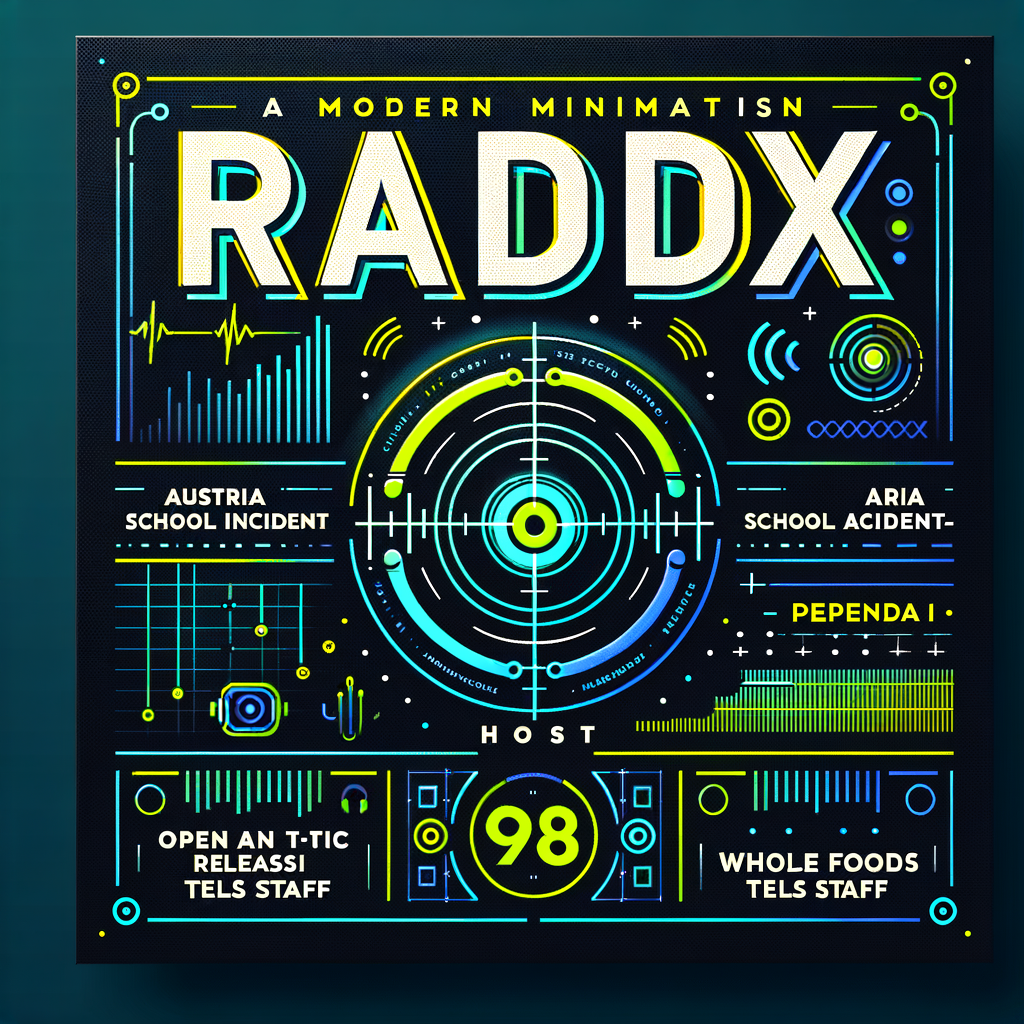 A MODERN MINIMATISN
RADDX
AUSTRIA
SCHOOL INCIDENT
ARIA
SCHOOL ACIDENT-
PEPENDA I
HOST
98
OPEN AN T-TIC
RELEASSI
TELS STAFF
WHOLE FOODS
TELS STAFF